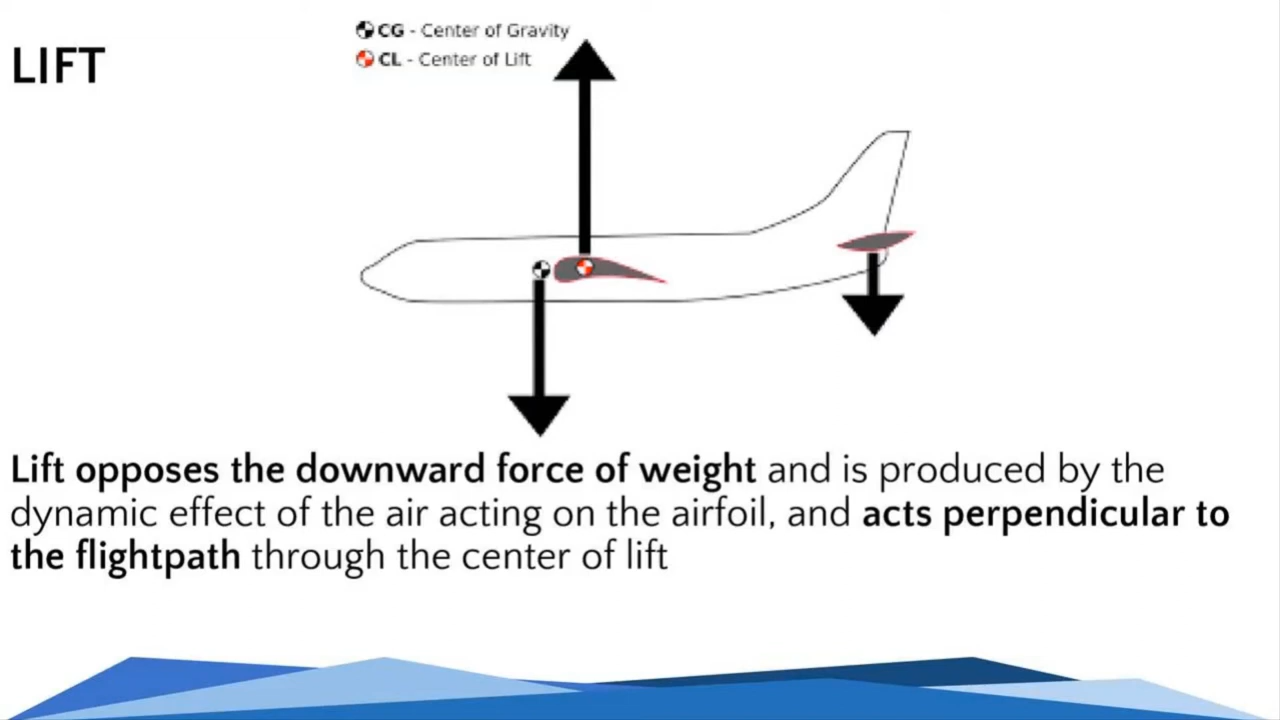 LIFT
CG - Center of Gravity
CL - Center of Lift
Lift opposes the downward force of weight and is produced by the
dynamic effect of the air acting on the airfoil, and acts perpendicular to
the flightpath through the center of lift